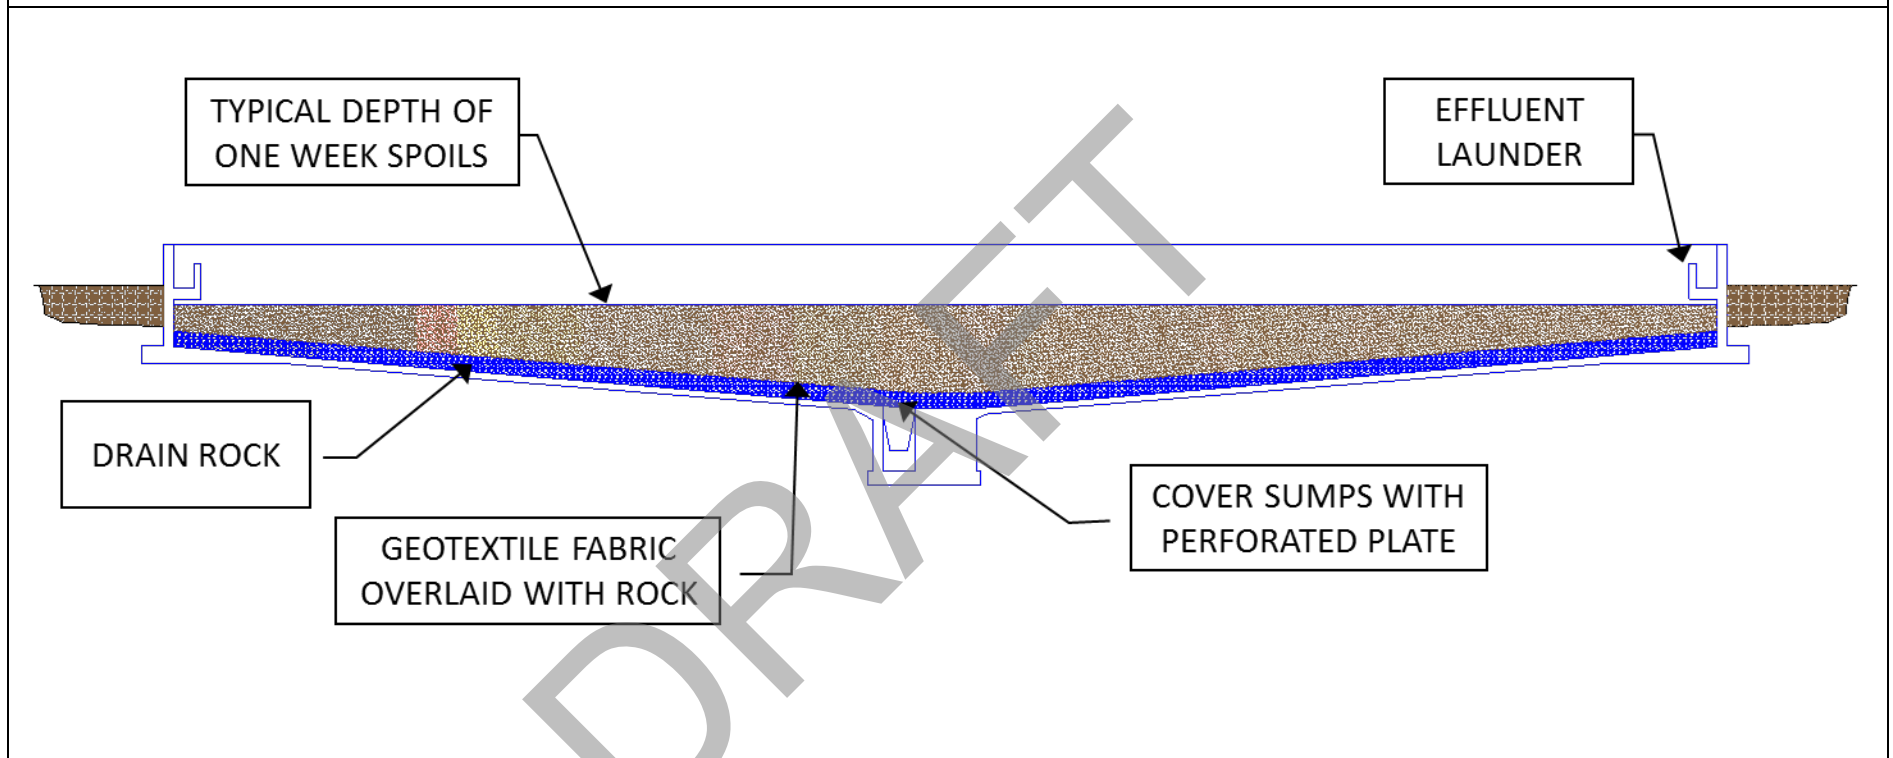 TYPICAL DEPTH OF
ONE WEEK SPOILS
EFFLUENT
LAUNDER
DRAIN ROCK
GEOTEXTILE FABRIC
OVERLAID WITH ROCK
COVER SUMPS WITH
PERFORATED PLATE
DRAFT